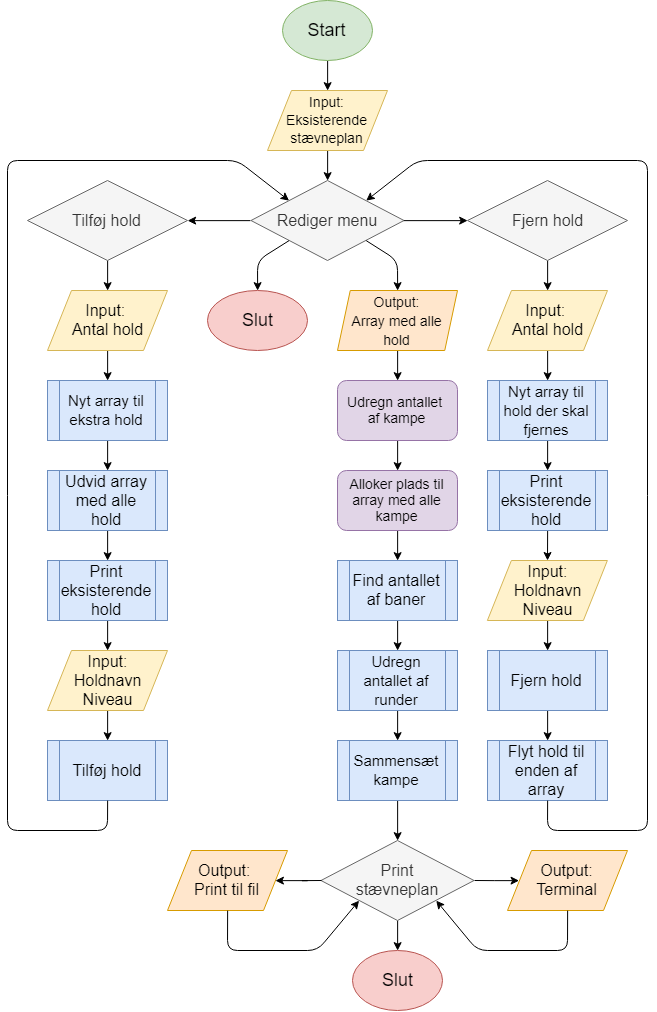 Start
Input:
Eksisterende
stævneplan
Tilføj hold
Rediger menu
Fjern hold
Input:
Antal hold
Slut
Output:
Array med alle
hold
Input:
Antal hold
Nyt array til
ekstra hold
Udregn antallet
af kampe
Nyt array til
hold der skal
fjernes
Udvid array
med alle
hold
Alloker plads til
array med alle
kampe
Print
eksisterende
hold
Print
eksisterende
hold
Find antallet
af baner
Input:
Holdnavn
Niveau
Input:
Holdnavn
Niveau
Udregn
antallet af
runder
Fjern hold
Tilføj hold
Sammensæt
kampe
Flyt hold til
enden af
array
Output:
Print til fil
Print
stævneplan
Output:
Terminal
Slut